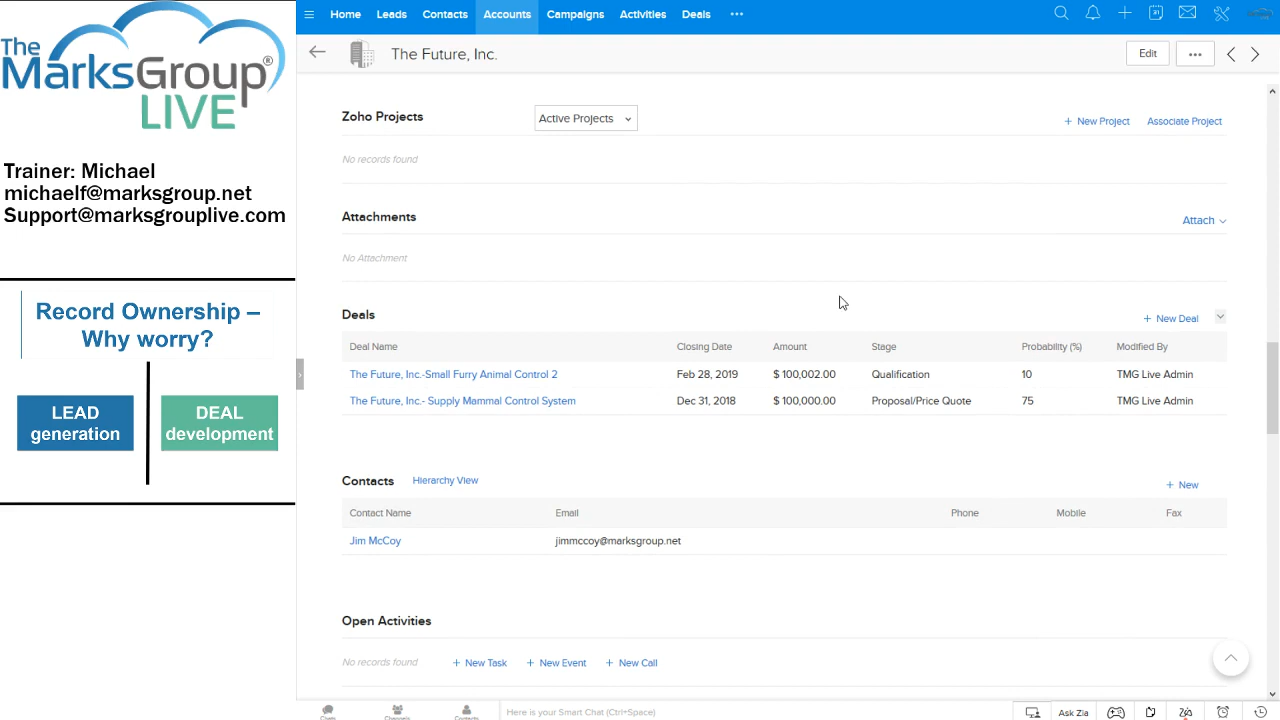 The
MarksGroup®
LIVE
Trainer: Michael
michaelf@marksgroup.net
Support@marksgrouplive.com
Record Ownership –
Why worry?
LEAD
generation
DEAL
development
Home Leads Contacts Accounts Campaigns Activities Deals •••
The Future, Inc.
Edit •••
Zoho Projects Active Projects + New Project Associate Project
No records found
Attachments Attach
No Attachment
Deals + New Deal
Deal Name Closing Date Amount Stage Probability (%) Modified By
The Future, Inc.-Small Furry Animal Control 2 Feb 28, 2019 $ 100,002.00 Qualification 10 TMG Live Admin
The Future, Inc.- Supply Mammal Control System Dec 31, 2018 $ 100,000.00 Proposal/Price Quote 75 TMG Live Admin
Contacts Hierarchy View + New
Contact Name Email Phone Mobile Fax
Jim McCoy jimmccoy@marksgroup.net
Open Activities
No records found + New Task + New Event + New Call
Chats Channels Contacts Here is your Smart Chat (Ctrl+Space) Ask Zia